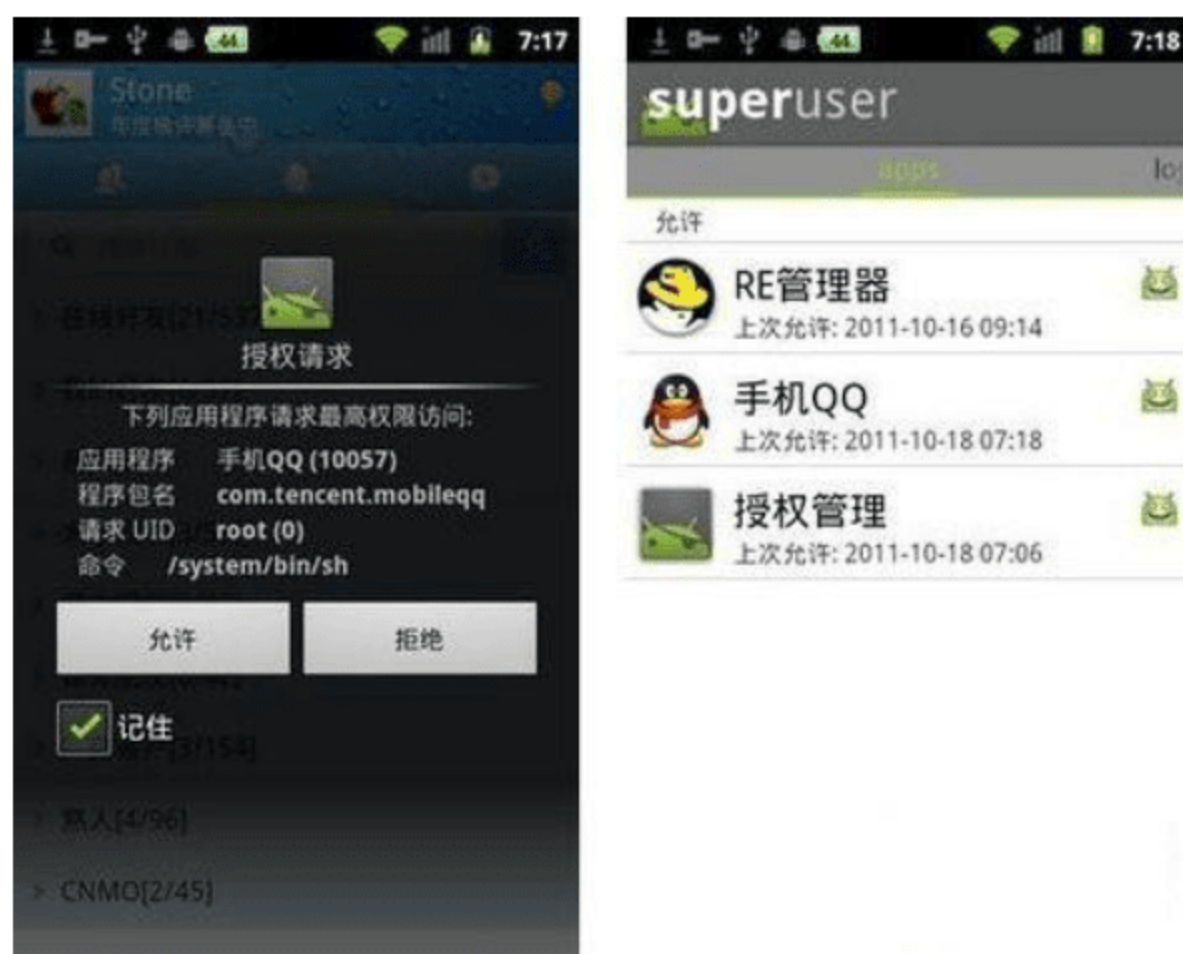 44
7:17
Stone
授权请求
下列应用程序请求最高权限访问:
应用程序 手机QQ (10057)
程序包名 com.tencent.mobileqq
请求 UID root (0)
命令 /system/bin/sh
允许 拒绝
记住
熟人[4/96]
CNMO[2/45]
44
7:18
superuser
apps
允许
RE管理器
上次允许: 2011-10-16 09:14
手机QQ
上次允许: 2011-10-18 07:18
授权管理
上次允许: 2011-10-18 07:06